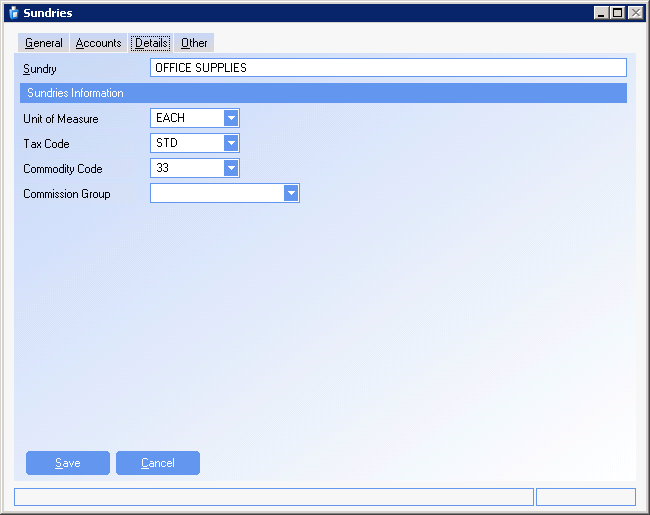 Sundries
General Accounts Details Other
Sundry OFFICE SUPPLIES
Sundries Information
Unit of Measure EACH
Tax Code STD
Commodity Code 33
Commission Group
Save Cancel